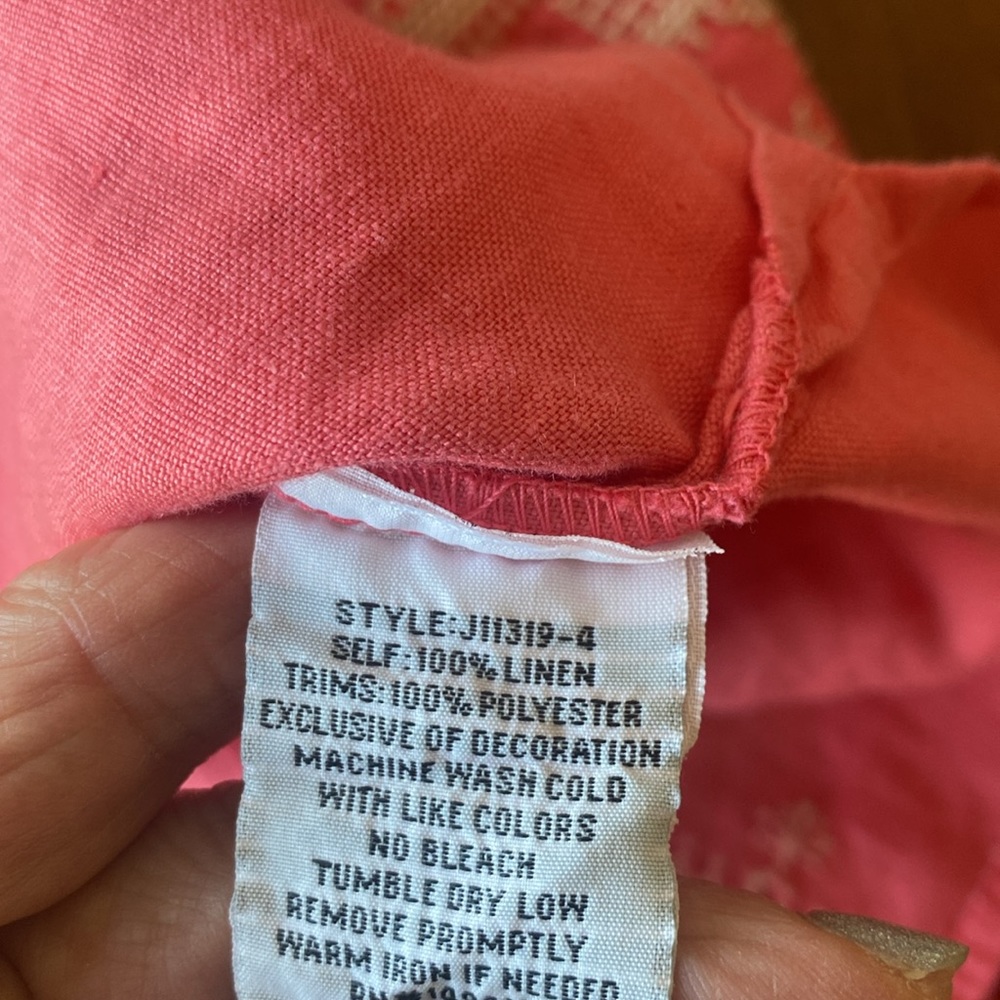 STYLE:J11319-4
SELF:100% LINEN
TRIMS:100% POLYESTER
EXCLUSIVE OF DECORATION
MACHINE WASH COLD
WITH LIKE COLORS
NO BLEACH
TUMBLE DRY LOW
REMOVE PROMPTLY
WARM IRON IF NEEDED